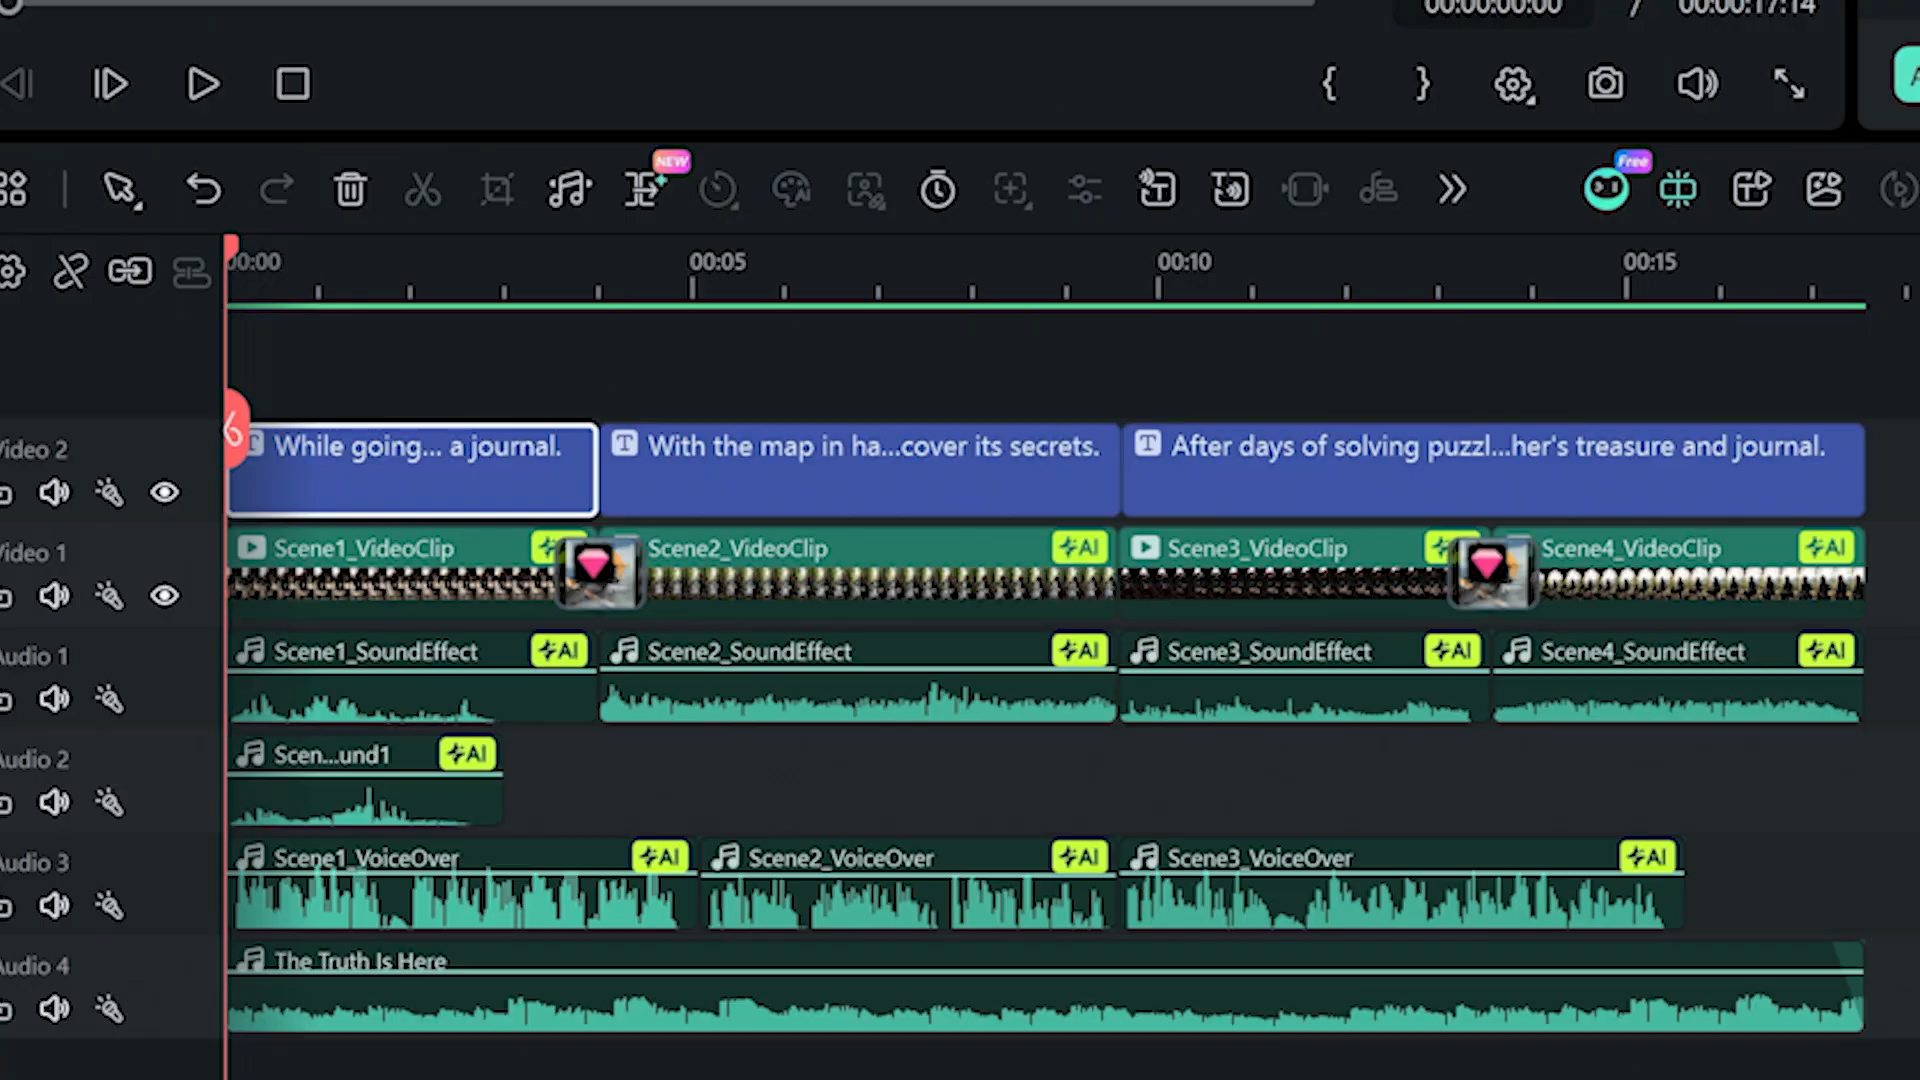 00:00:00:00 / 00:00:17:14
NEW
Free
00:00 00:05 00:10 00:15
Video 2
While going... a journal.
With the map in ha...cover its secrets.
After days of solving puzzl...her's treasure and journal.
Video 1
Scene1_VideoClip
Scene2_VideoClip AI
Scene3_VideoClip
Scene4_VideoClip AI
Audio 1
Scene1_SoundEffect AI
Scene2_SoundEffect AI
Scene3_SoundEffect AI
Scene4_SoundEffect AI
Audio 2
Scen...und1 AI
Audio 3
Scene1_VoiceOver AI
Scene2_VoiceOver AI
Scene3_VoiceOver AI
Audio 4
The Truth Is Here